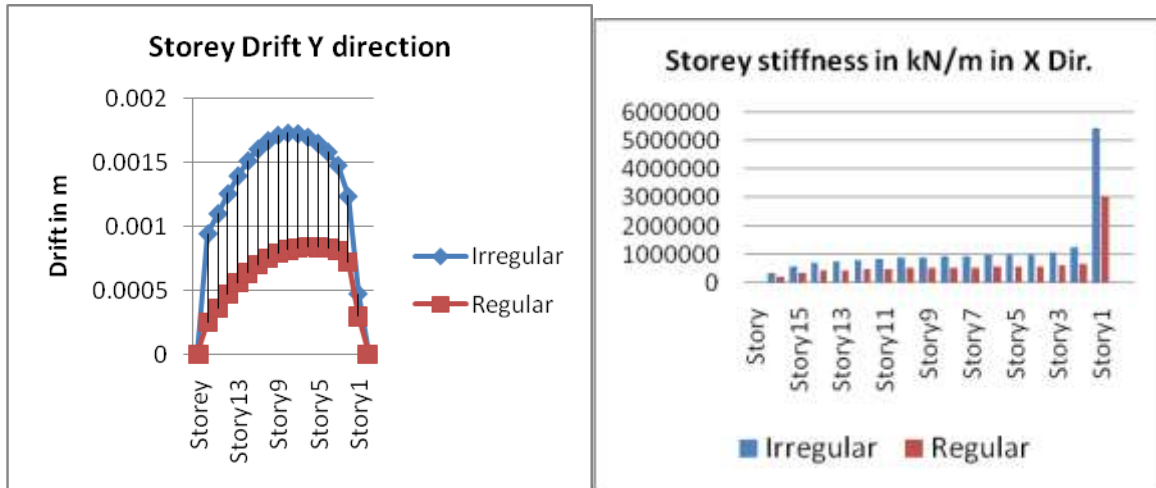 Storey Drift Y direction
0.002
0.0015
0.001
0.0005
0
Drift in m
Storey
Story13
Story9
Story5
Story1
Irregular
Regular
Storey stiffness in kN/m in X Dir.
6000000
5000000
4000000
3000000
2000000
1000000
0
Story
Story15
Story13
Story11
Story9
Story7
Story5
Story3
Story1
Irregular
Regular